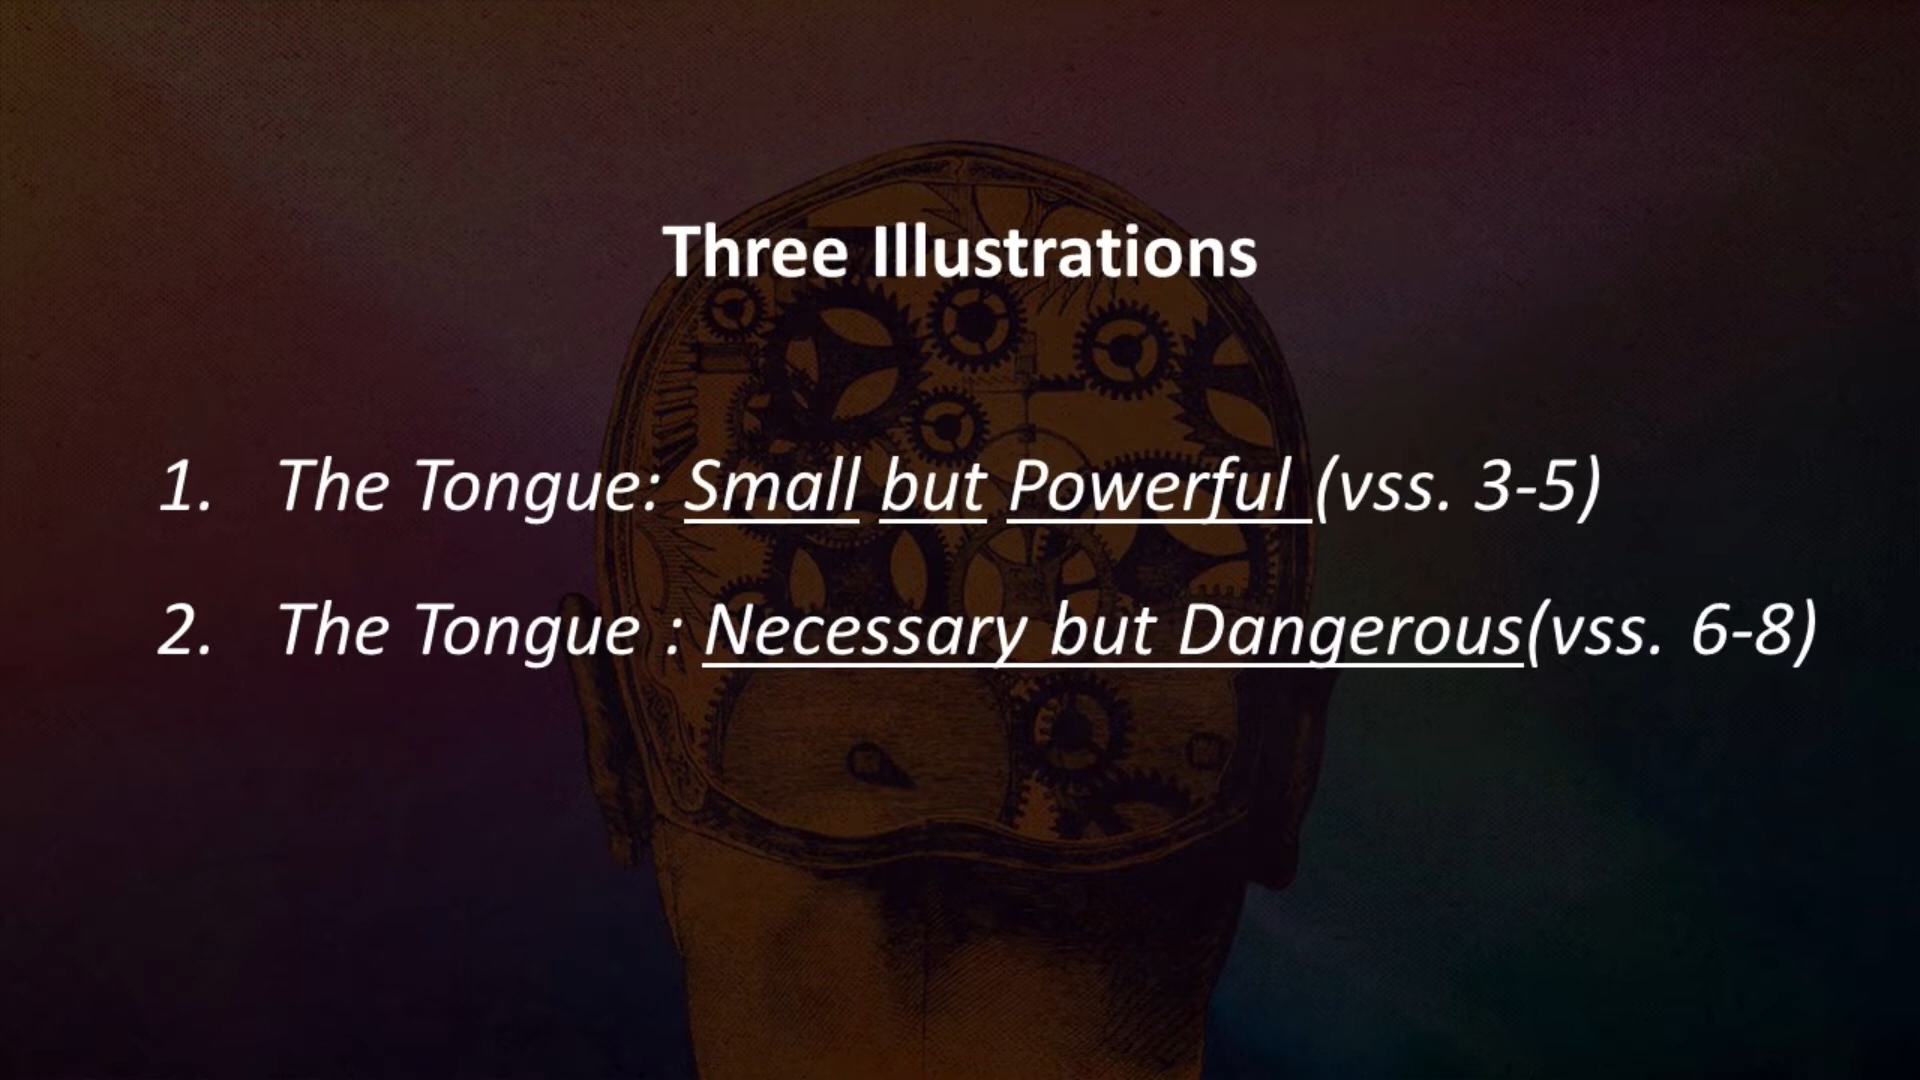 Three Illustrations
1. The Tongue: Small but Powerful (vss. 3-5)
2. The Tongue : Necessary but Dangerous(vss. 6-8)